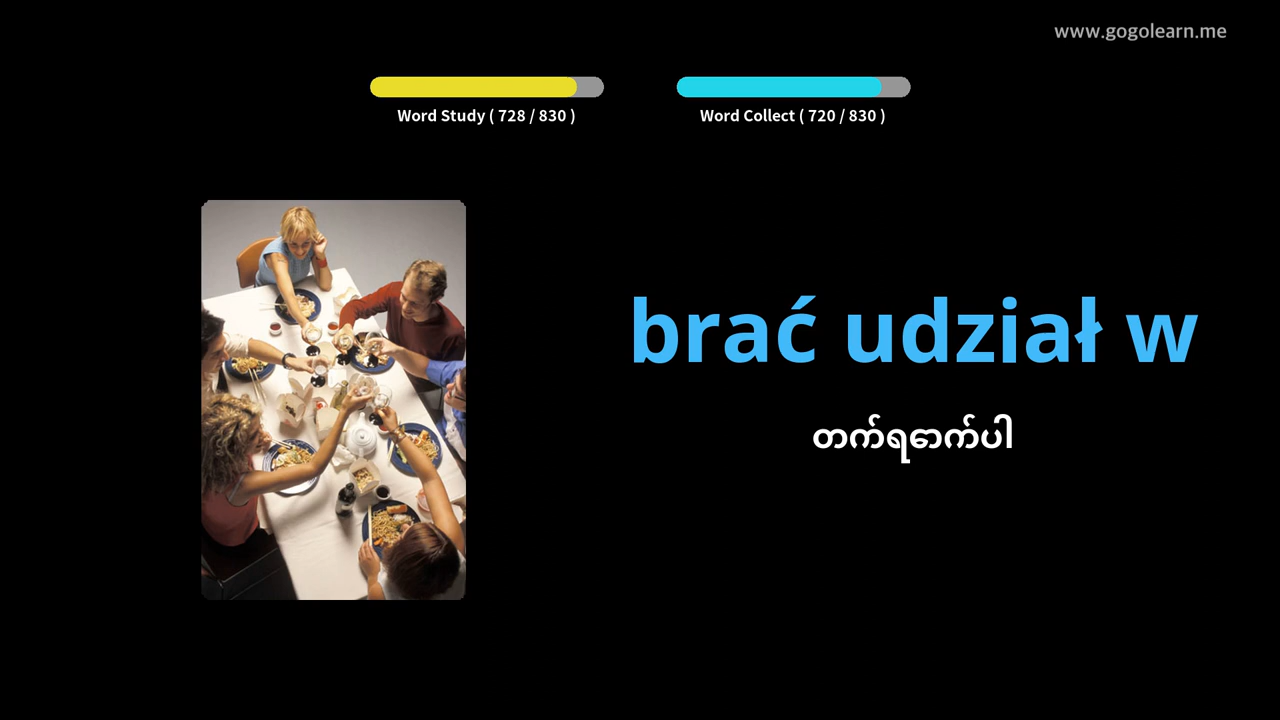 www.gogolearn.me
Word Study ( 728 / 830 )
Word Collect ( 720 / 830 )
brać udział w
တက်ရောက်ပါ